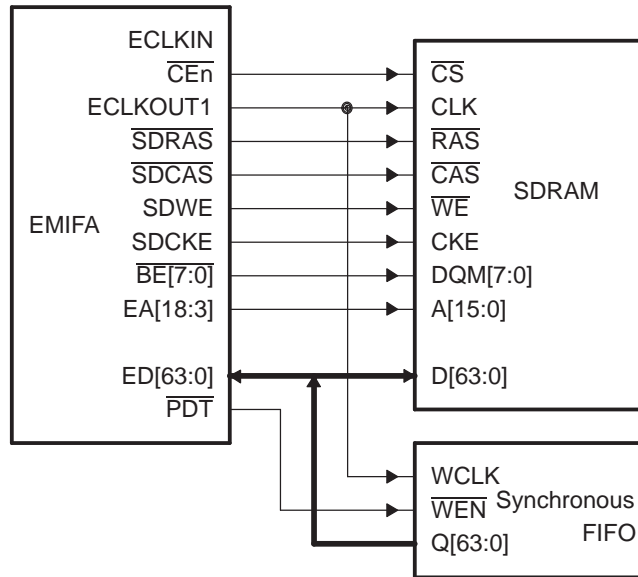 ECLKIN
CEn
CS
ECLKOUT1
CLK
SDRAS
RAS
SDCAS
CAS
SDRAM
SDWE
WE
EMIFA
SDCKE
CKE
BE[7:0]
DQM[7:0]
EA[18:3]
A[15:0]
ED[63:0]
D[63:0]
PDT
WCLK
WEN
Synchronous
FIFO
Q[63:0]